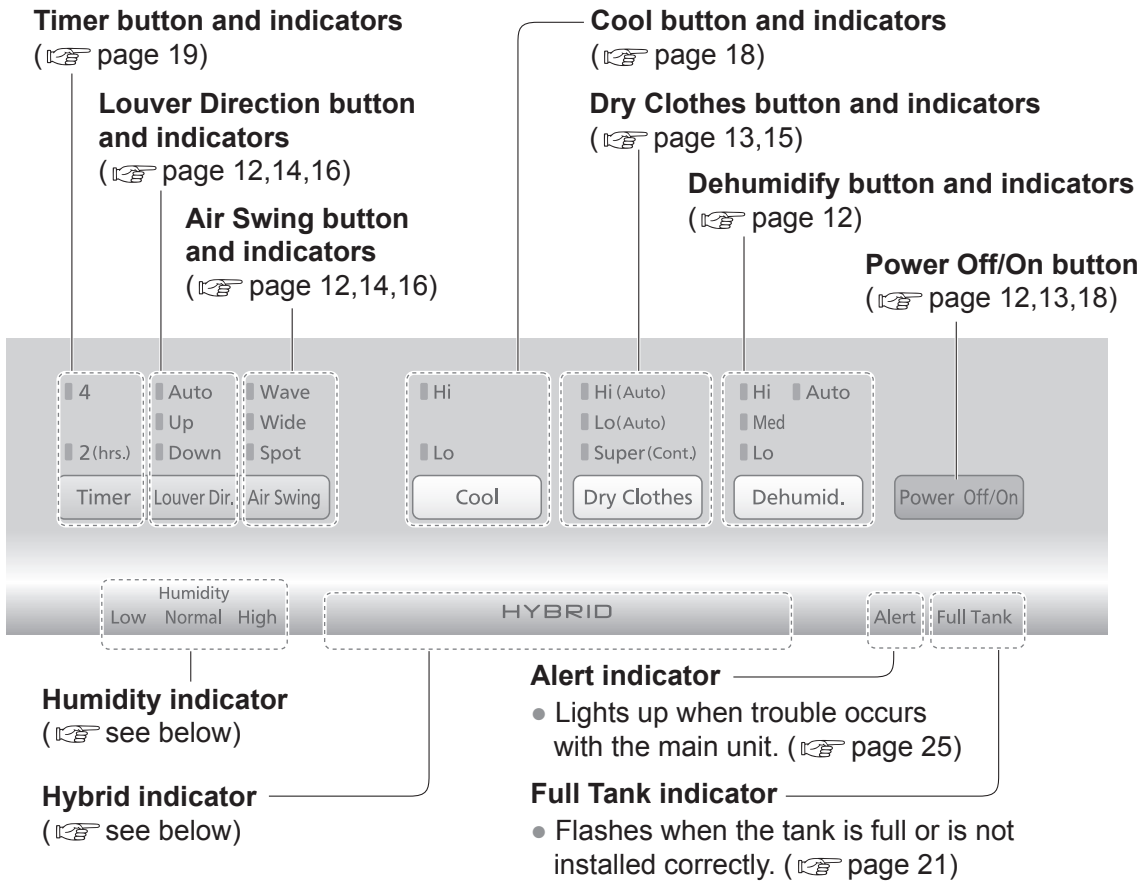 Timer button and indicators
(☞ page 19)
Louver Direction button
and indicators
(☞ page 12,14,16)
Air Swing button
and indicators
(☞ page 12,14,16)
Cool button and indicators
(☞ page 18)
Dry Clothes button and indicators
(☞ page 13,15)
Dehumidify button and indicators
(☞ page 12)
Power Off/On button
(☞ page 12,13,18)
4
2(hrs.)
Timer
Auto
Up
Down
Louver Dir.
Wave
Wide
Spot
Air Swing
Hi
Lo
Cool
Hi(Auto)
Lo(Auto)
Super(Cont.)
Dry Clothes
Hi Auto
Med
Lo
Dehumid.
Power Off/On
Humidity
Low Normal High
HYBRID
Alert
Full Tank
Humidity indicator
(☞ see below)
Hybrid indicator
(☞ see below)
Alert indicator
● Lights up when trouble occurs
with the main unit. (☞ page 25)
Full Tank indicator
● Flashes when the tank is full or is not
installed correctly. (☞ page 21)